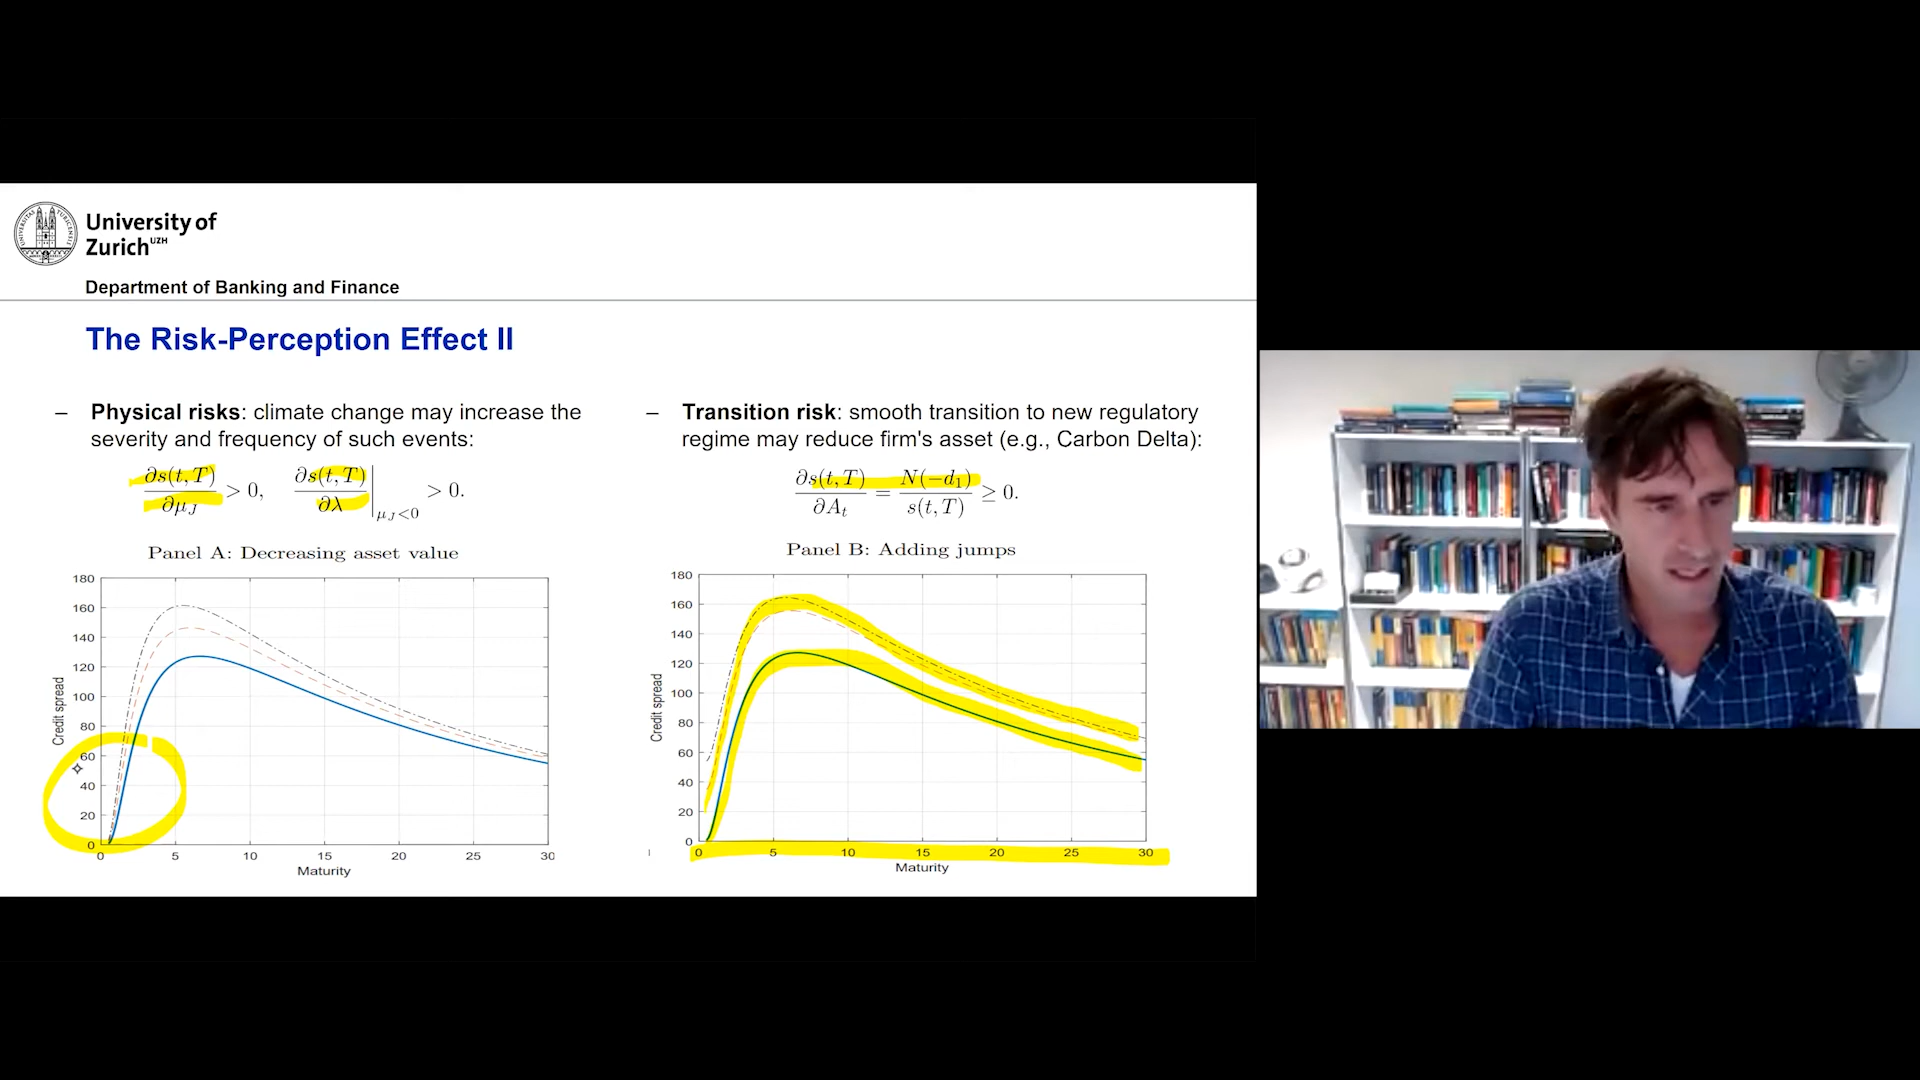 University of
Zurich UZH
Department of Banking and Finance
The Risk-Perception Effect II
– Physical risks: climate change may increase the
severity and frequency of such events:
∂s(t, T)/∂μ_J > 0, ∂s(t, T)/∂λ |_{μ_J<0} > 0.
Panel A: Decreasing asset value
180
160
140
120
100
80
60
40
20
0
Credit spread
0 5 10 15 20 25 30
Maturity
– Transition risk: smooth transition to new regulatory
regime may reduce firm's asset (e.g., Carbon Delta):
∂s(t, T)/∂A_t = N(−d_1)/s(t, T) ≥ 0.
Panel B: Adding jumps
180
160
140
120
100
80
60
40
20
0
Credit spread
0 5 10 15 20 25 30
Maturity